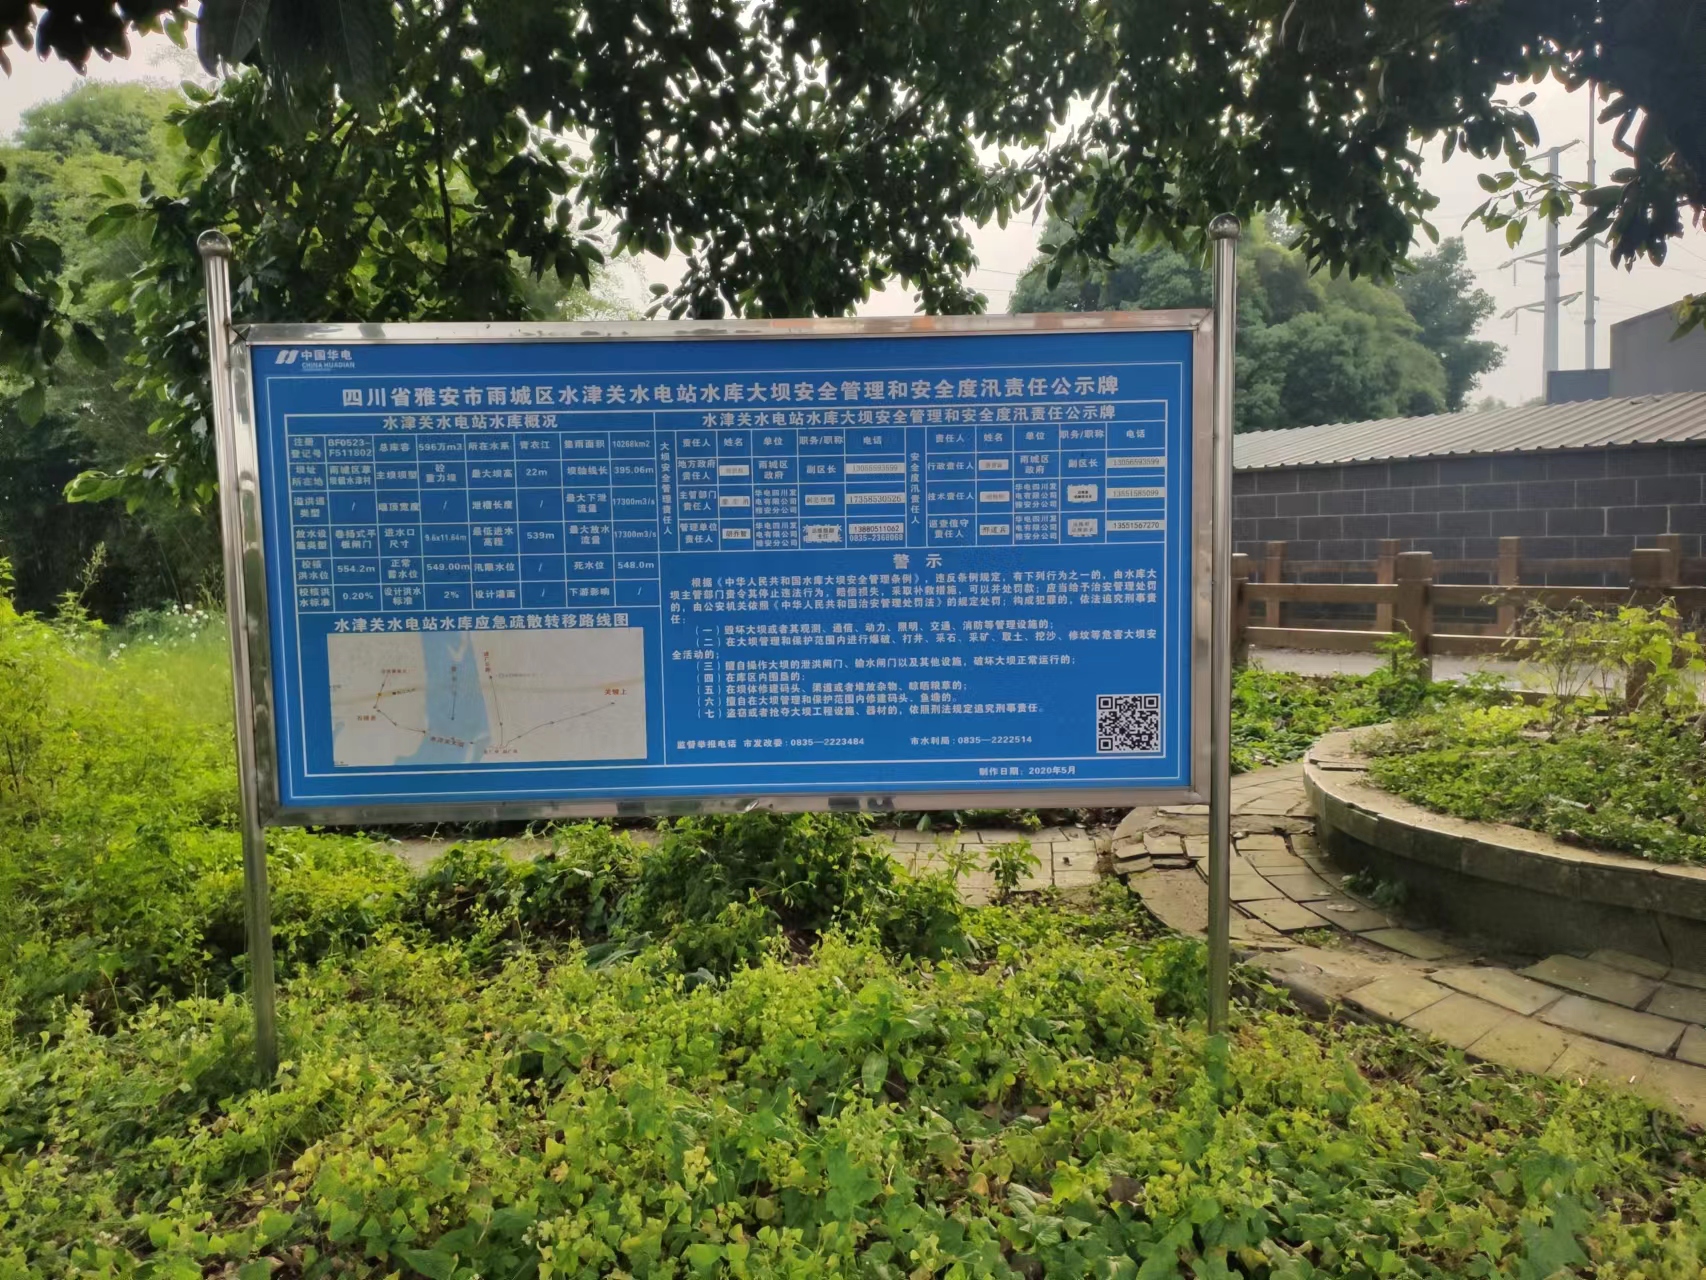 中国华电
CHINA HUADIAN
四川省雅安市雨城区水津关水电站水库大坝安全管理和安全度汛责任公示牌
水津关水电站水库概况
注册登记号 BF0523-F511802 总库容 596万m3 所在水系 青衣江 集雨面积 10268km2
坝址所在地 雨城区草坝镇水津村 主坝坝型 砼重力坝 最大坝高 22m 坝轴线长 395.06m
溢洪道类型 / 堰顶宽度 / 泄槽长度 / 最大下泄流量 17300m3/s
放水设施类型 卷扬式平板闸门 进水口尺寸 最低进水高程 539m 最大放水流量 17300m3/s
校核洪水位 554.2m 正常蓄水位 549.00m 汛限水位 / 死水位 548.0m
校核洪水标准 0.20% 设计洪水标准 2% 设计灌面 / 下游影响 /
水津关水电站水库应急疏散转移路线图
水津关水电站水库大坝安全管理和安全度汛责任公示牌
大坝安全管理责任人
责任人 姓名 单位 职务/职称 电话
地方政府责任人 雨城区政府 副区长 13056593599
主管部门责任人 华电四川发电有限公司雅安分公司 副总经理 17358530526
管理单位责任人 胡乔智 华电四川发电有限公司雅安分公司 13880511062
0835-2360068
安全度汛责任人
责任人 姓名 单位 职务/职称 电话
行政责任人 雨城区政府 副区长 13056593599
技术责任人 华电四川发电有限公司雅安分公司 13551585099
巡查值守责任人 华电四川发电有限公司雅安分公司 13551567270
警示
根据《中华人民共和国水库大坝安全管理条例》，违反条例规定，有下列行为之一的，由水库大
坝主管部门责令其停止违法行为，赔偿损失，采取补救措施，可以并处罚款；应当给予治安管理处罚
的，由公安机关依照《中华人民共和国治安管理处罚法》的规定处罚；构成犯罪的，依法追究刑事责
任：
（一）毁坏大坝或者其观测、通信、动力、照明、交通、消防等管理设施的；
（二）在大坝管理和保护范围内进行爆破、打井、采石、采矿、取土、挖沙、修坟等危害大坝安
全活动的；
（三）擅自操作大坝的泄洪闸门、输水闸门以及其他设施，破坏大坝正常运行的；
（四）在库区内围垦的；
（五）在坝体修建码头、渠道或者堆放杂物、晾晒粮草的；
（六）擅自在大坝管理和保护范围内修建码头、鱼塘的。
（七）盗窃或者抢夺大坝工程设施、器材的，依照刑法规定追究刑事责任。
监督举报电话 市发改委：0835—2223484 市水利局：0835—2222514
制作日期：2020年5月